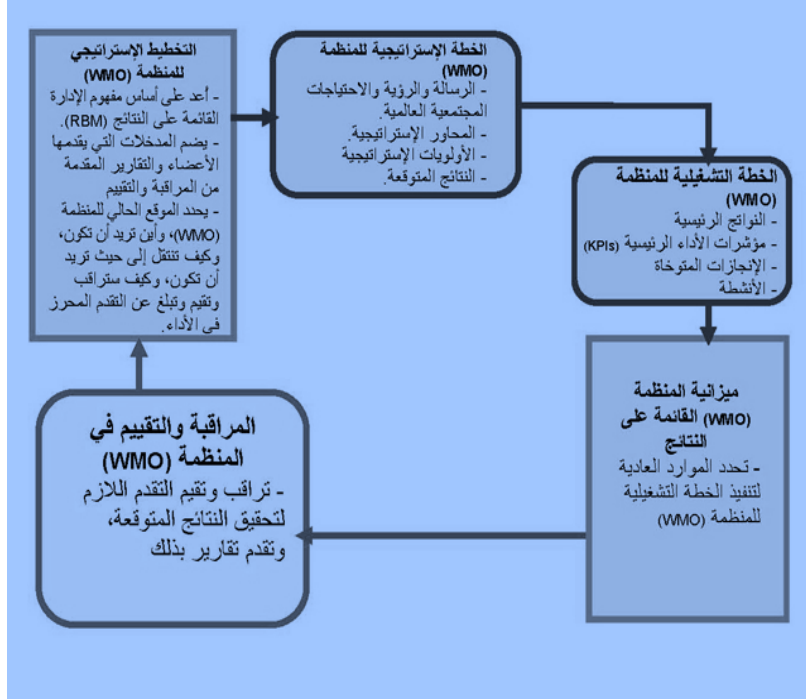 التخطيط الإستراتيجي
للمنظمة (WMO)
- أعد على أساس مفهوم الإدارة
القائمة على النتائج (RBM).
- يضم المدخلات التي يقدمها
الأعضاء والتقارير المقدمة
من المراقبة والتقييم
- يحدد الموقع الحالي للمنظمة
(WMO)، وأين تريد أن تكون،
وكيف تنتقل إلى حيث تريد
أن تكون، وكيف ستراقب
وتقيم وتبلغ عن التقدم المحرز
في الأداء.
الخطة الإستراتيجية للمنظمة
(WMO)
- الرسالة والرؤية والاحتياجات
المجتمعية العالمية.
- المحاور الإستراتيجية.
- الأولويات الإستراتيجية
- النتائج المتوقعة.
الخطة التشغيلية للمنظمة
(WMO)
- النواتج الرئيسية
- مؤشرات الأداء الرئيسية (KPIs)
- الإنجازات المتوخاة
- الأنشطة
ميزانية المنظمة
(WMO) القائمة على
النتائج
- تحدد الموارد العادية
لتنفيذ الخطة التشغيلية
للمنظمة (WMO)
المراقبة والتقييم في
المنظمة (WMO)
- تراقب وتقيم التقدم اللازم
لتحقيق النتائج المتوقعة،
وتقدم تقارير بذلك